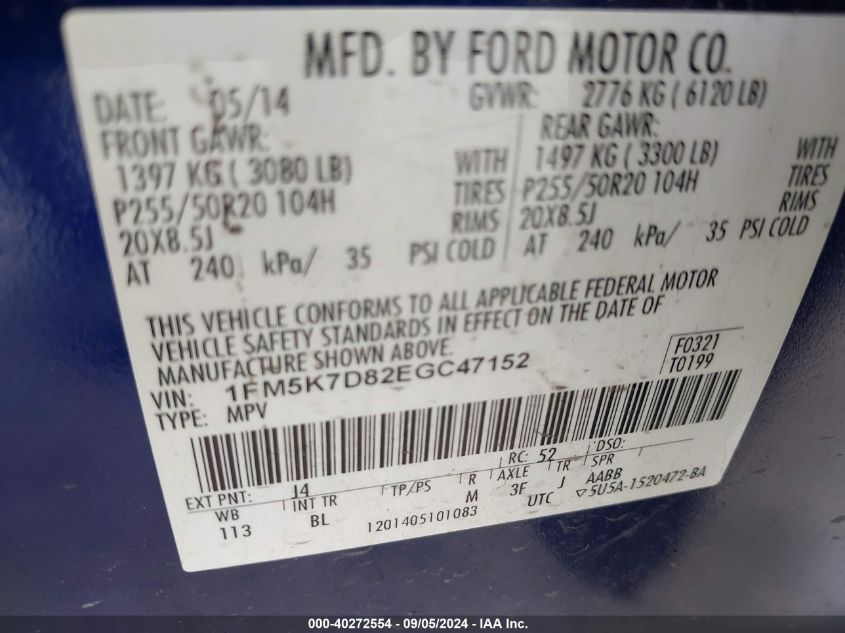 MFD. BY FORD MOTOR CO.
DATE: 05/14 GVWR: 2776 KG ( 6120 LB)
FRONT GAWR: REAR GAWR:
1397 KG ( 3080 LB) WITH 1497 KG ( 3300 LB) WITH
P255/50R20 104H TIRES P255/50R20 104H TIRES
20X8.5J RIMS 20X8.5J RIMS
AT 240 kPa/ 35 PSI COLD AT 240 kPa/ 35 PSI COLD
THIS VEHICLE CONFORMS TO ALL APPLICABLE FEDERAL MOTOR
VEHICLE SAFETY STANDARDS IN EFFECT ON THE DATE OF
MANUFACTURE SHOWN ABOVE
F0321
VIN: 1FM5K7D82EGC47152 T0199
TYPE: MPV
EXT PNT: J4 RC: 52 DSO:
WB INT TR TP/PS R AXLE TR SPR
113 BL M 3F J AABB
1201405101083 UTC ▽5U5A-1520472-BA
000-40272554 - 09/05/2024 - IAA Inc.